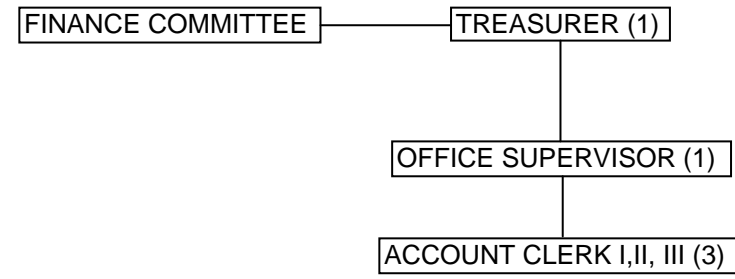 FINANCE COMMITTEE
TREASURER (1)
OFFICE SUPERVISOR (1)
ACCOUNT CLERK I,II, III (3)